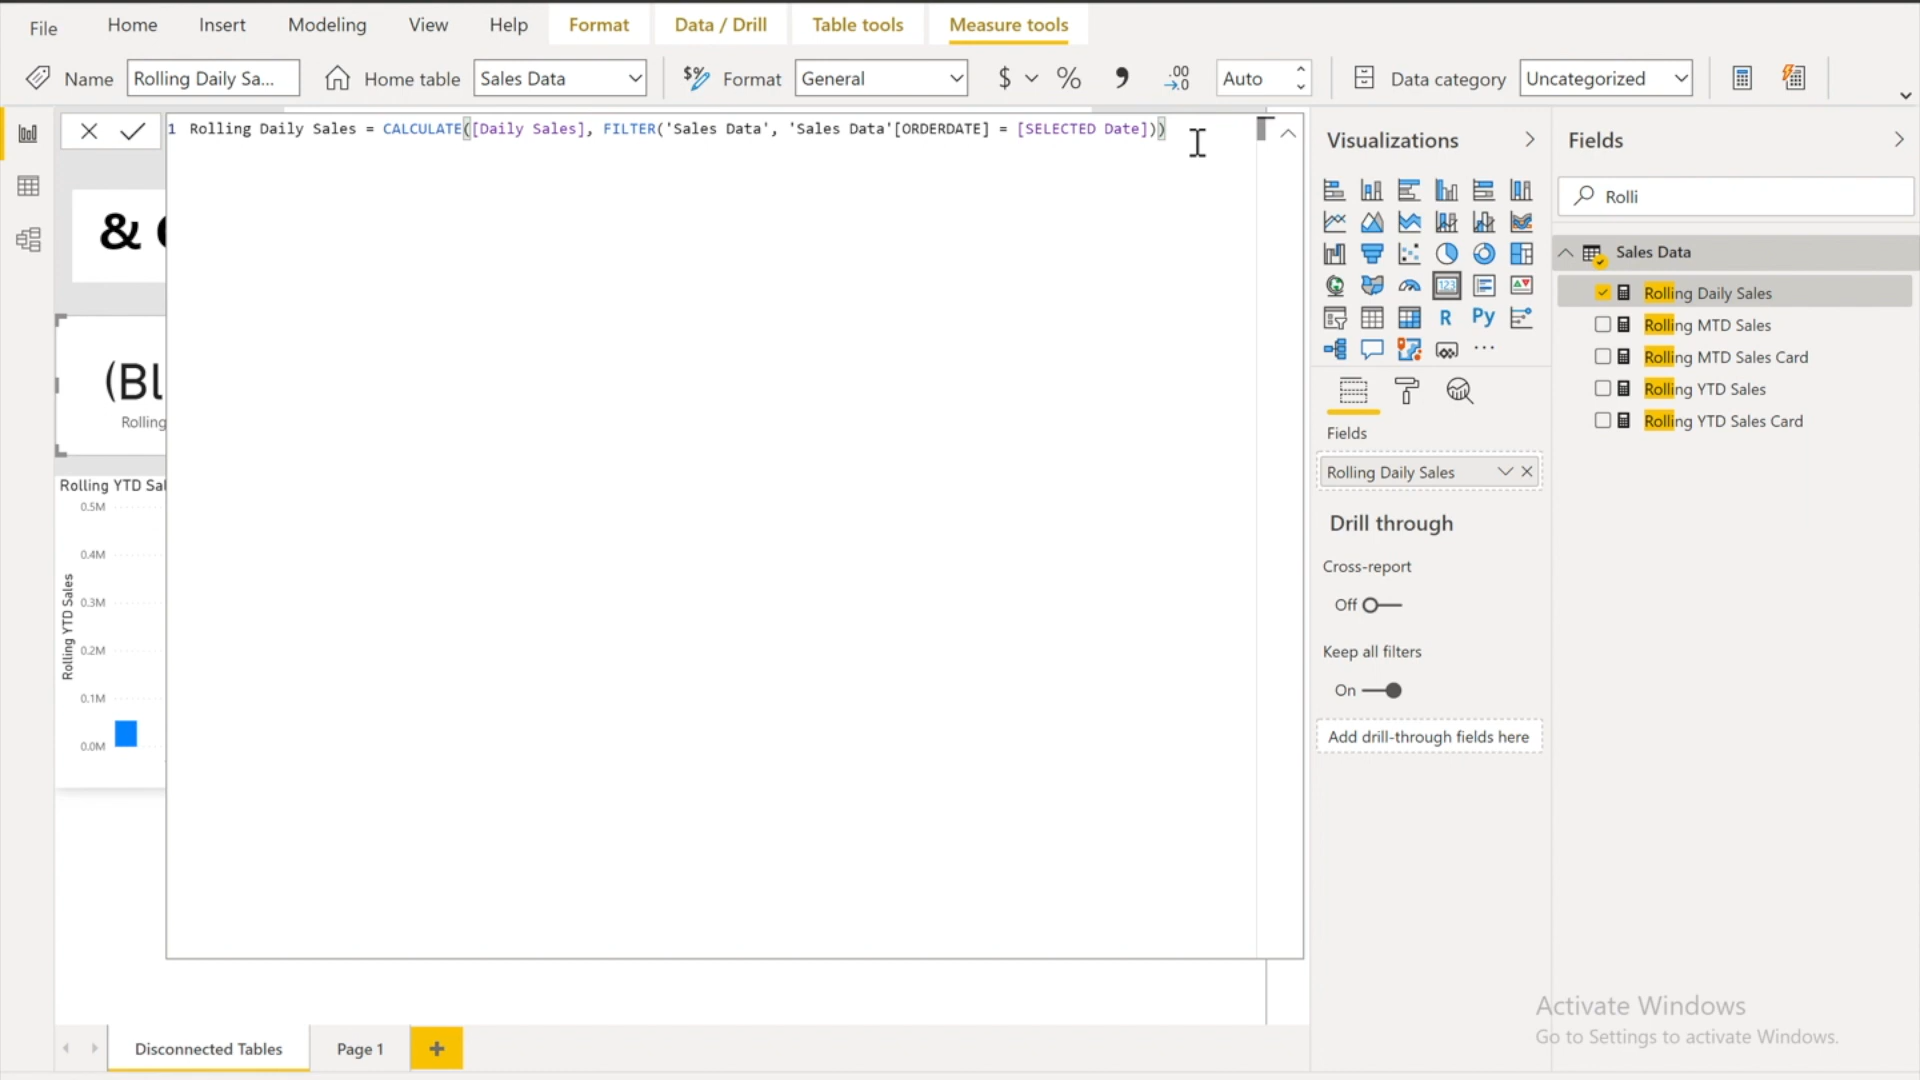 File Home Insert Modeling View Help Format Data / Drill Table tools Measure tools
Name Rolling Daily Sa... Home table Sales Data Format General $ % , .00 →.0 Auto Data category Uncategorized
1 Rolling Daily Sales = CALCULATE([Daily Sales], FILTER('Sales Data', 'Sales Data'[ORDERDATE] = [SELECTED Date]))
& 
(Bl
Rolling
Rolling YTD Sal
Rolling YTD Sales
0.5M
0.4M
0.3M
0.2M
0.1M
0.0M
Visualizations
123
R Py
...
Fields
Rolling Daily Sales
Drill through
Cross-report
Off
Keep all filters
On
Add drill-through fields here
Fields
Rolli
Sales Data
Rolling Daily Sales
Rolling MTD Sales
Rolling MTD Sales Card
Rolling YTD Sales
Rolling YTD Sales Card
Activate Windows
Go to Settings to activate Windows.
Disconnected Tables Page 1 +